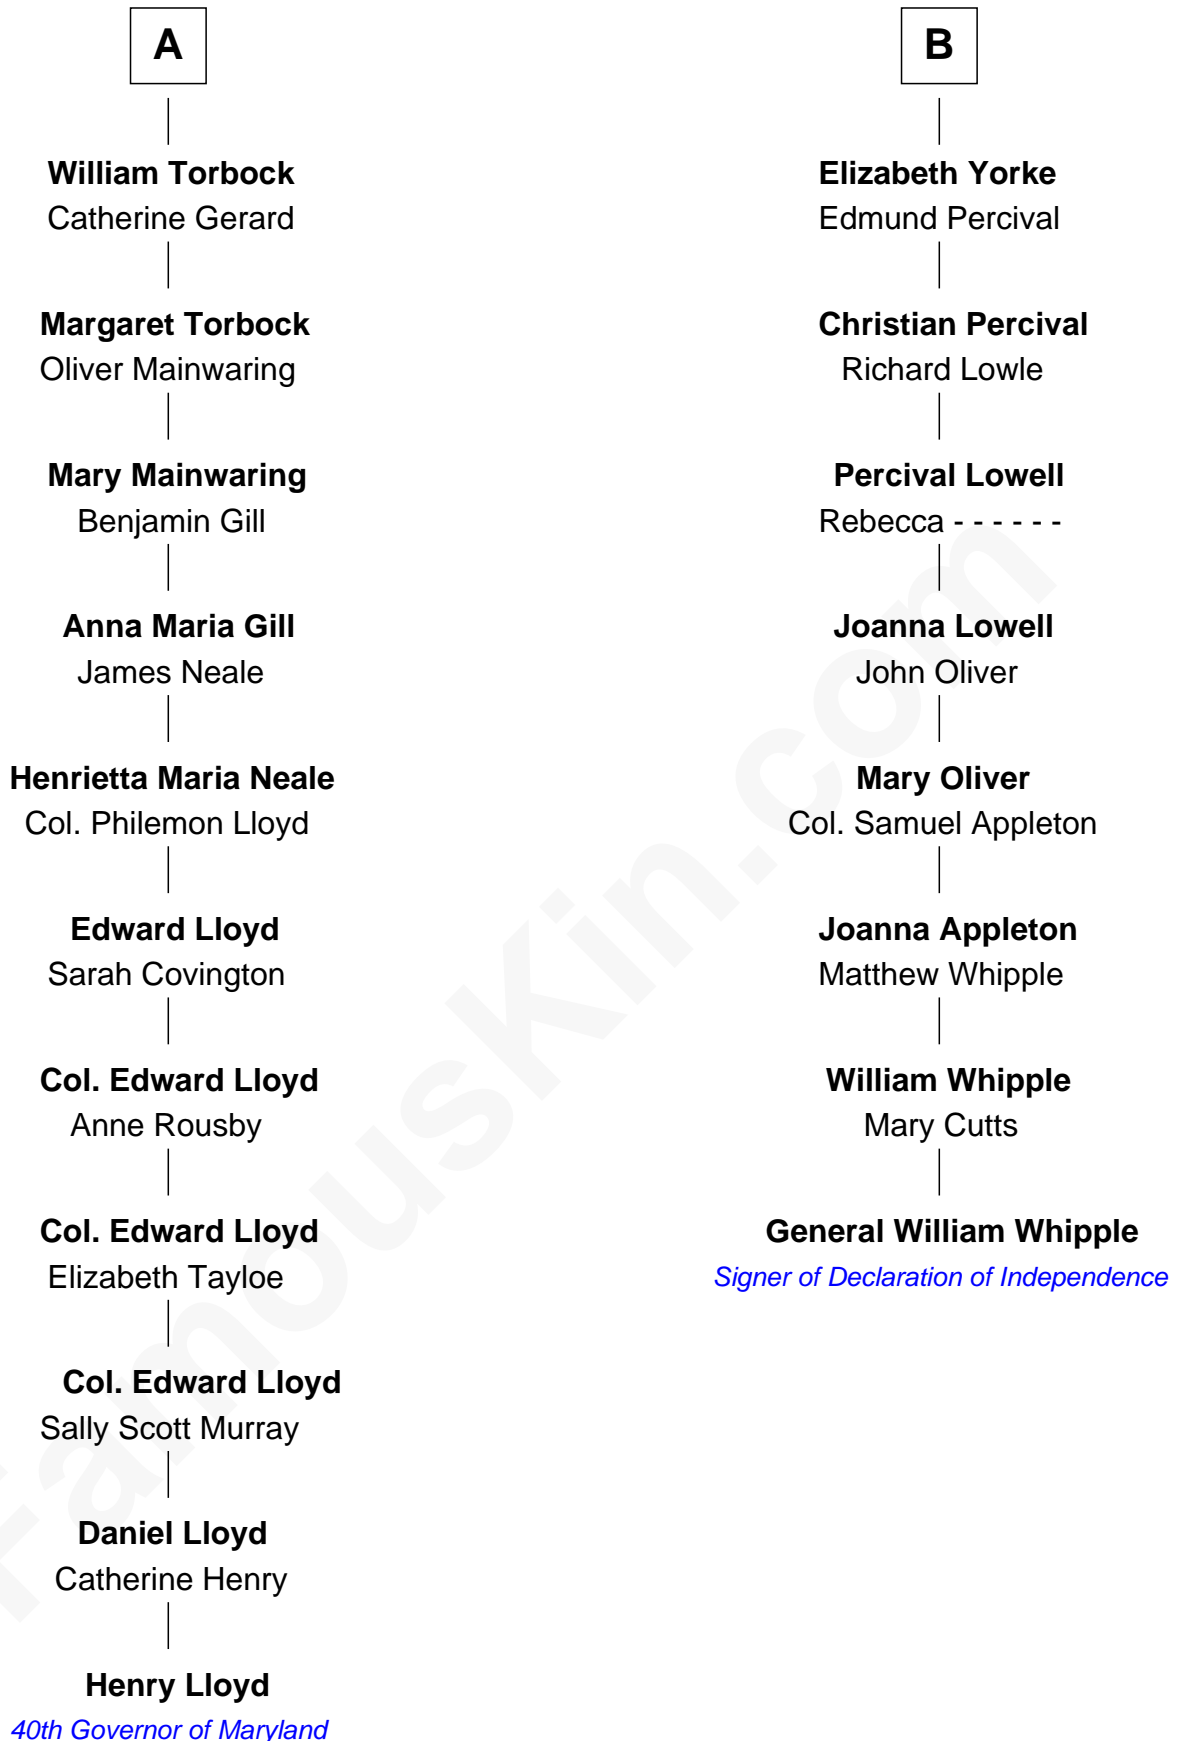 A
William Torbock
Catherine Gerard
Margaret Torbock
Oliver Mainwaring
Mary Mainwaring
Benjamin Gill
Anna Maria Gill
James Neale
Henrietta Maria Neale
Col. Philemon Lloyd
Edward Lloyd
Sarah Covington
Col. Edward Lloyd
Anne Rousby
Col. Edward Lloyd
Elizabeth Tayloe
Col. Edward Lloyd
Sally Scott Murray
Daniel Lloyd
Catherine Henry
Henry Lloyd
40th Governor of Maryland
B
Elizabeth Yorke
Edmund Percival
Christian Percival
Richard Lowle
Percival Lowell
Rebecca - - - - - -
Joanna Lowell
John Oliver
Mary Oliver
Col. Samuel Appleton
Joanna Appleton
Matthew Whipple
William Whipple
Mary Cutts
General William Whipple
Signer of Declaration of Independence
FamousKin.com